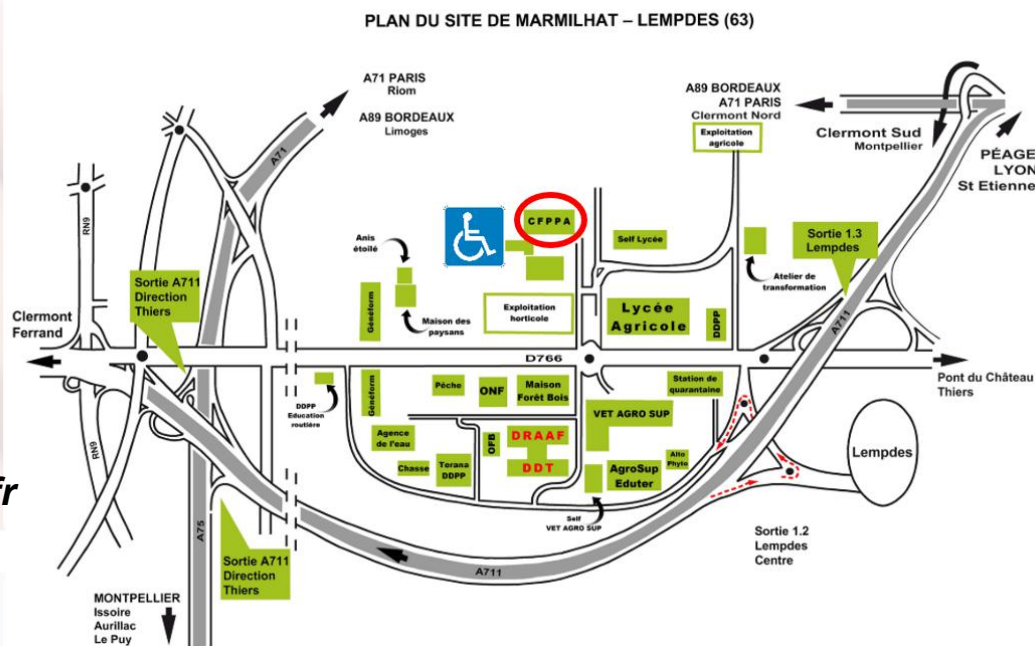 PLAN DU SITE DE MARMILHAT – LEMPDES (63)
A71 PARIS
Riom
A89 BORDEAUX
Limoges
A71
A89 BORDEAUX
A71 PARIS
Clermont Nord
Exploitation
agricole
Clermont Sud
Montpellier
PÉAGE
LYON
St Etienne
RN9
CFPPA
Self Lycée
Sortie 1.3
Lempdes
Anis
étoilé
Atelier de
transformation
Sortie A711
Direction
Thiers
Généform
Maison des
paysans
Exploitation
horticole
Lycée
Agricole
DDPP
A711
Clermont
Ferrand
D766
Pont du Château
Thiers
DDPP
Education
routière
Généform
Pêche
ONF
Maison
Forêt Bois
Station de
quarantaine
VET AGRO SUP
Agence
de l'eau
OFB
DRAAF
DDT
Chasse
Terana
DDPP
AgroSup
Eduter
Alto
Phyto
Lempdes
RN9
fr
Self
VET AGRO SUP
Sortie 1.2
Lempdes
Centre
A75
Sortie A711
Direction
Thiers
A711
MONTPELLIER
Issoire
Aurillac
Le Puy